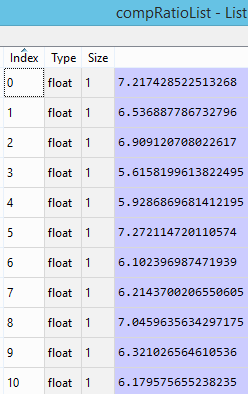 compRatioList - List
Index Type Size
0 float 1 7.217428522513268
1 float 1 6.536887786732796
2 float 1 6.909120708022617
3 float 1 5.6158199613822495
4 float 1 5.9286869681412195
5 float 1 7.272114720110574
6 float 1 6.102396987471939
7 float 1 6.2143700206550605
8 float 1 7.0459635634297175
9 float 1 6.321026564610536
10 float 1 6.179575655238235